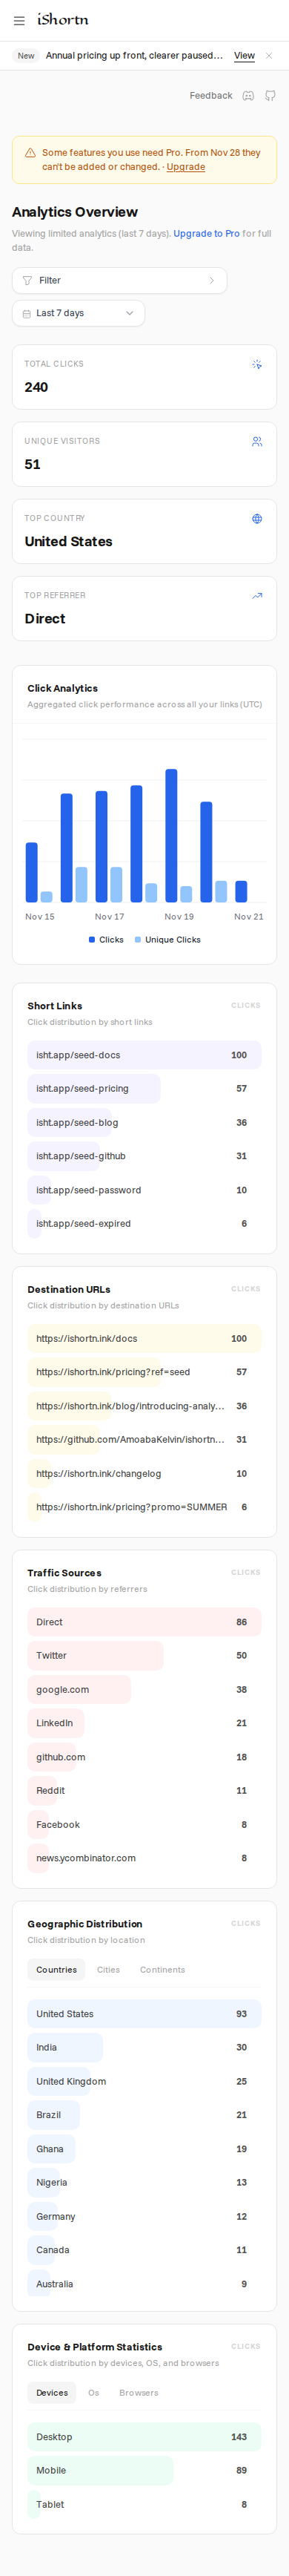 iShortn
New Annual pricing up front, clearer paused... View
Feedback
Some features you use need Pro. From Nov 28 they
can't be added or changed. · Upgrade
Analytics Overview
Viewing limited analytics (last 7 days). Upgrade to Pro for full
data.
Filter
Last 7 days
TOTAL CLICKS
240
UNIQUE VISITORS
51
TOP COUNTRY
United States
TOP REFERRER
Direct
Click Analytics
Aggregated click performance across all your links (UTC)
Nov 15 Nov 17 Nov 19 Nov 21
Clicks Unique Clicks
Short Links CLICKS
Click distribution by short links
isht.app/seed-docs 100
isht.app/seed-pricing 57
isht.app/seed-blog 36
isht.app/seed-github 31
isht.app/seed-password 10
isht.app/seed-expired 6
Destination URLs CLICKS
Click distribution by destination URLs
https://ishortn.ink/docs 100
https://ishortn.ink/pricing?ref=seed 57
https://ishortn.ink/blog/introducing-analy... 36
https://github.com/AmoabaKelvin/ishortn... 31
https://ishortn.ink/changelog 10
https://ishortn.ink/pricing?promo=SUMMER 6
Traffic Sources CLICKS
Click distribution by referrers
Direct 86
Twitter 50
google.com 38
LinkedIn 21
github.com 18
Reddit 11
Facebook 8
news.ycombinator.com 8
Geographic Distribution CLICKS
Click distribution by location
Countries Cities Continents
United States 93
India 30
United Kingdom 25
Brazil 21
Ghana 19
Nigeria 13
Germany 12
Canada 11
Australia 9
Device & Platform Statistics CLICKS
Click distribution by devices, OS, and browsers
Devices Os Browsers
Desktop 143
Mobile 89
Tablet 8